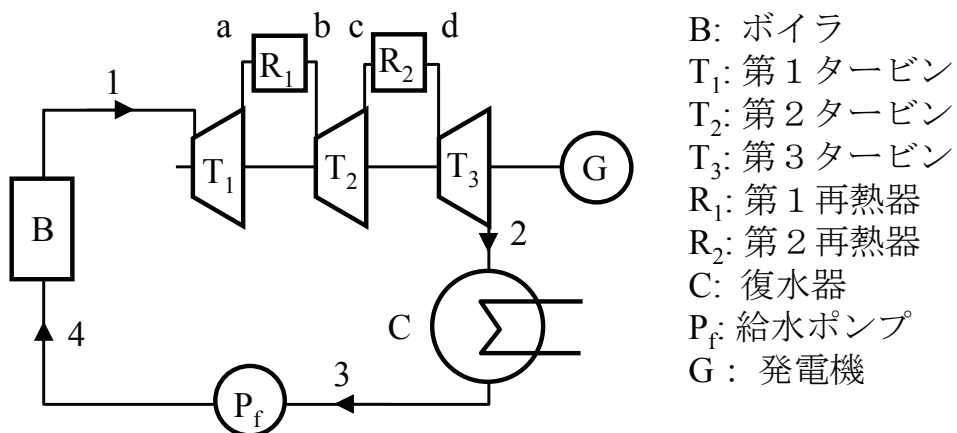 a b c d
R₁ R₂
1
T₁ T₂ T₃ G
B
2
C
4
3
P_f
B: ボイラ
T₁: 第１タービン
T₂: 第２タービン
T₃: 第３タービン
R₁: 第１再熱器
R₂: 第２再熱器
C: 復水器
P_f: 給水ポンプ
G : 発電機